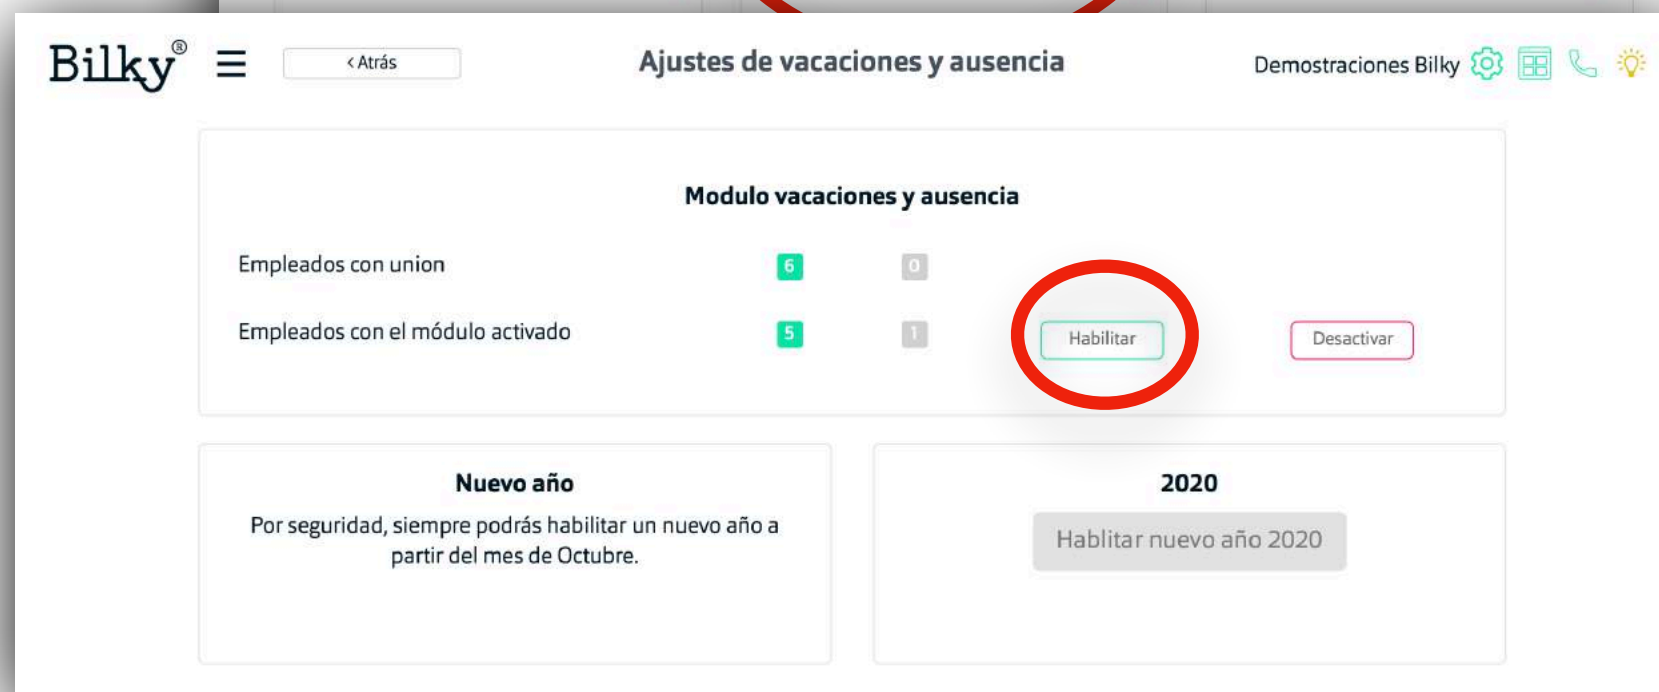 Bilky®
< Atrás
Ajustes de vacaciones y ausencia
Demostraciones Bilky
Modulo vacaciones y ausencia
Empleados con union 6 0
Empleados con el módulo activado 5 1 Habilitar Desactivar
Nuevo año
Por seguridad, siempre podrás habilitar un nuevo año a
partir del mes de Octubre.
2020
Hablitar nuevo año 2020